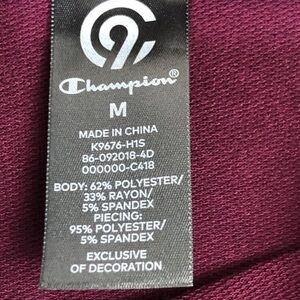 C9
Champion®
M
MADE IN CHINA
K9676-H1S
86-092018-4D
000000-C418
BODY: 62% POLYESTER/
33% RAYON/
5% SPANDEX
PIECING:
95% POLYESTER/
5% SPANDEX
EXCLUSIVE
OF DECORATION